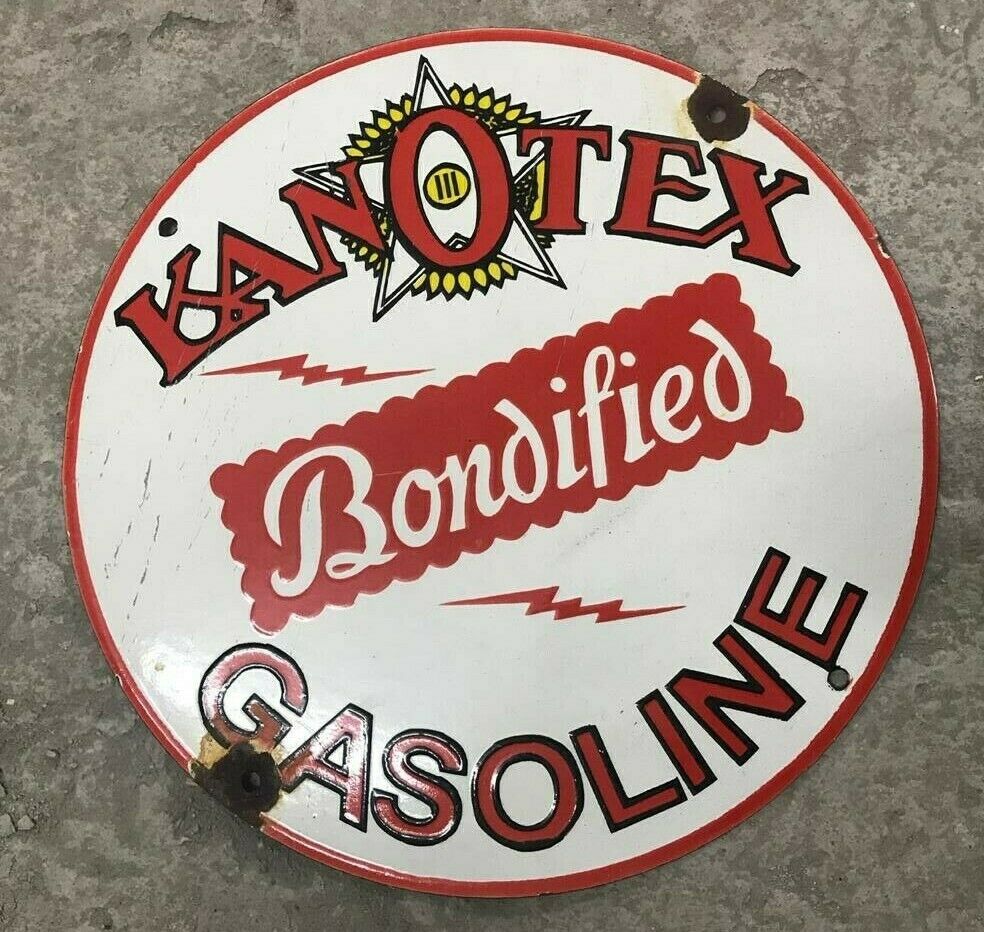 KANOTEX
Bondified
GASOLINE